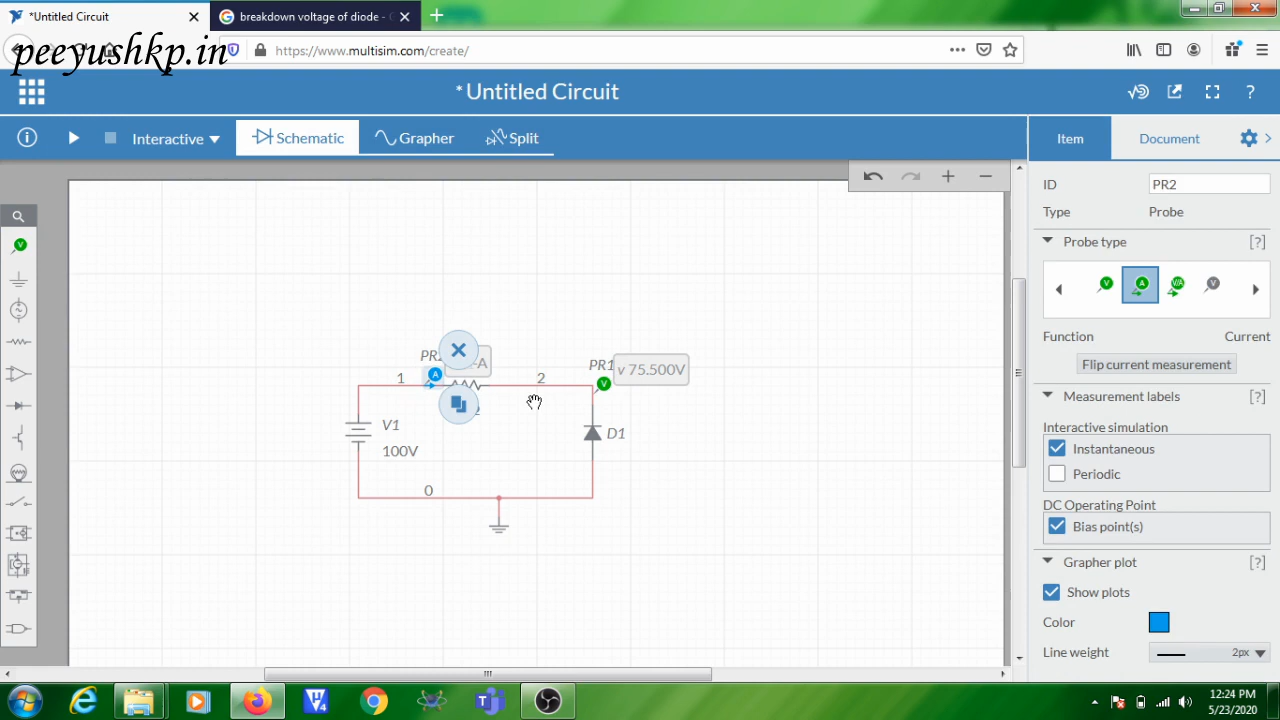 *Untitled Circuit
breakdown voltage of diode -
peeyushkp.in
https://www.multisim.com/create/
*Untitled Circuit
Interactive
Schematic
Grapher
Split
Item
Document
ID
PR2
Type
Probe
Probe type
[?]
V
A
V/A
V
Function
Current
Flip current measurement
Measurement labels
[?]
Interactive simulation
Instantaneous
Periodic
DC Operating Point
Bias point(s)
Grapher plot
[?]
Show plots
Color
Line weight
2px
1
A
-A
2
PR1
v 75.500V
V
V1
100V
D1
0
12:24 PM
5/23/2020